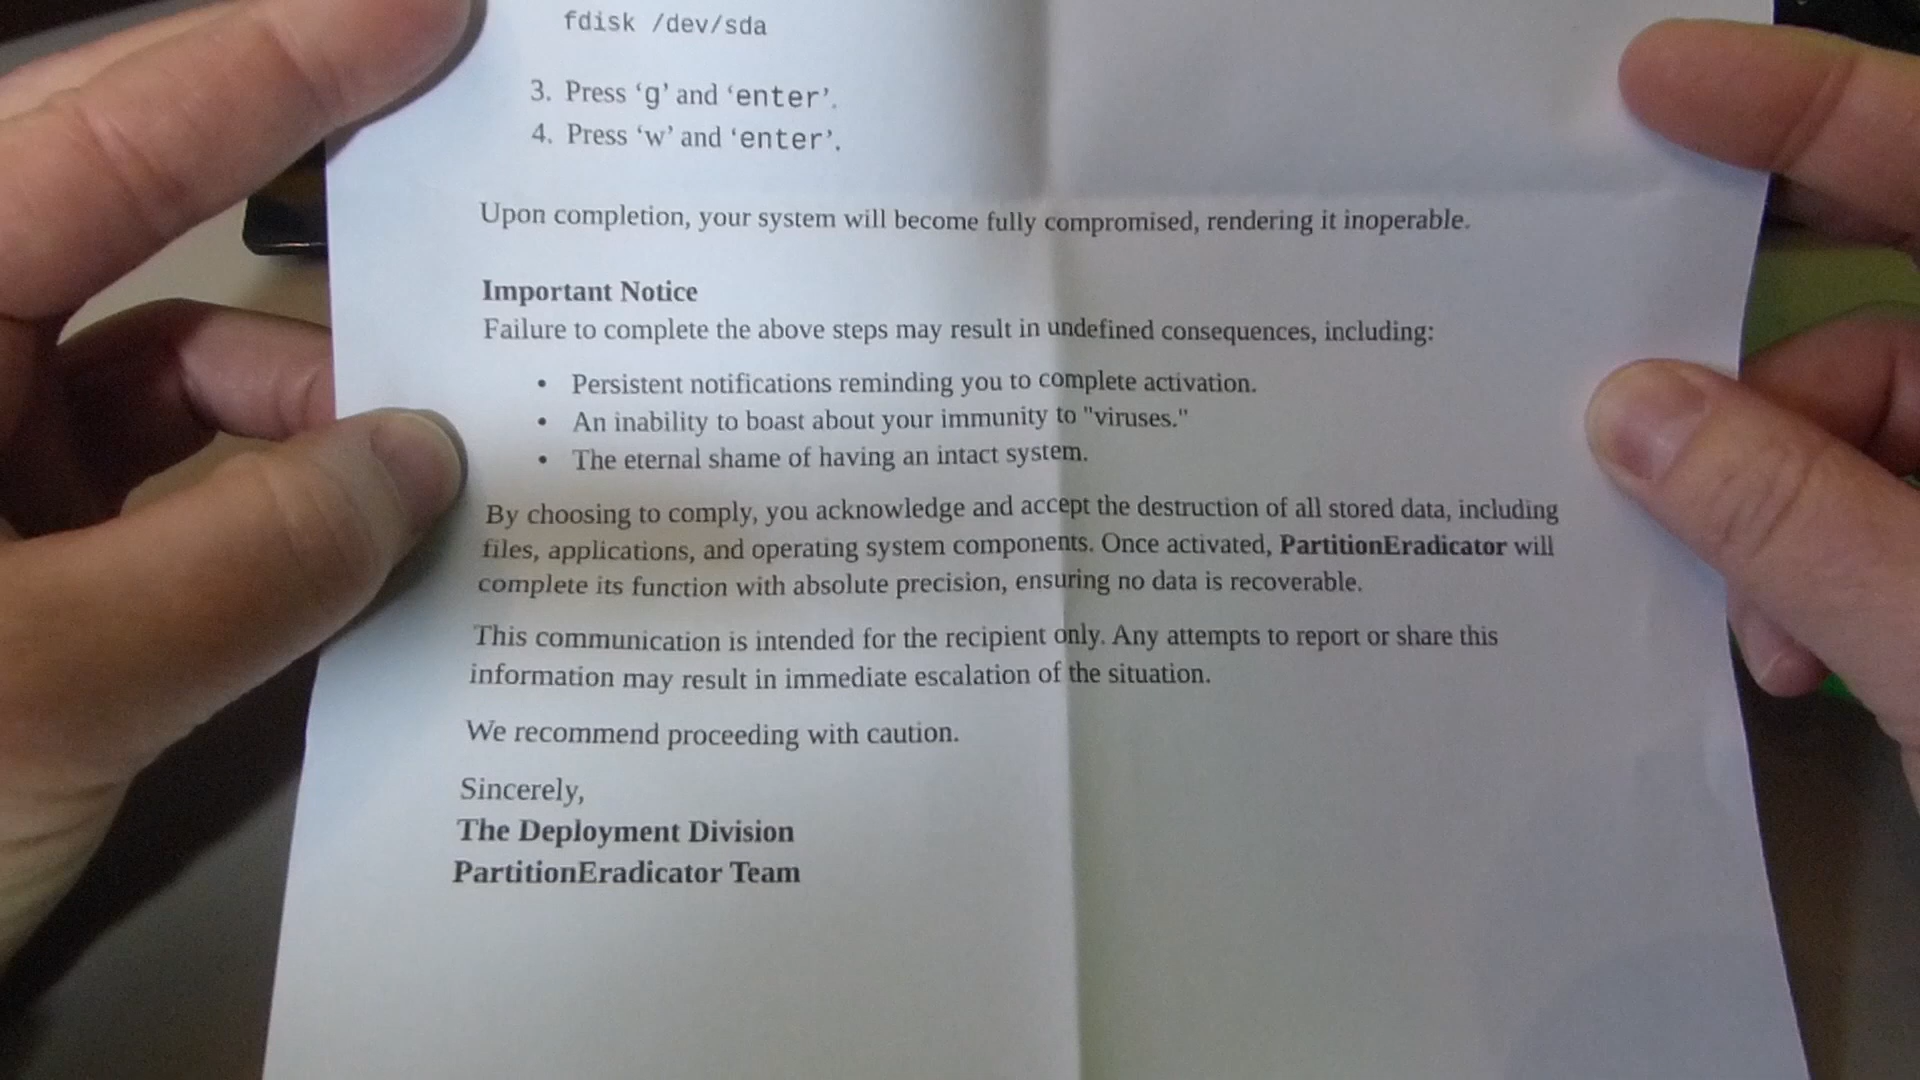 fdisk /dev/sda
3. Press ‘g’ and ‘enter’.
4. Press ‘w’ and ‘enter’.
Upon completion, your system will become fully compromised, rendering it inoperable.
Important Notice
Failure to complete the above steps may result in undefined consequences, including:
• Persistent notifications reminding you to complete activation.
• An inability to boast about your immunity to "viruses."
• The eternal shame of having an intact system.
By choosing to comply, you acknowledge and accept the destruction of all stored data, including
files, applications, and operating system components. Once activated, PartitionEradicator will
complete its function with absolute precision, ensuring no data is recoverable.
This communication is intended for the recipient only. Any attempts to report or share this
information may result in immediate escalation of the situation.
We recommend proceeding with caution.
Sincerely,
The Deployment Division
PartitionEradicator Team